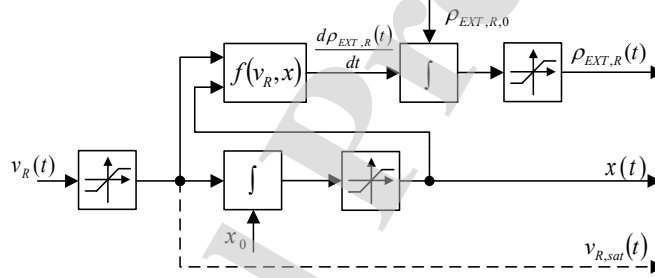 ρ_{EXT,R,0}
dρ_{EXT,R}(t)
dt
f(v_R,x)
∫
ρ_{EXT,R}(t)
v_R(t)
∫
x(t)
x_0
v_{R,sat}(t)